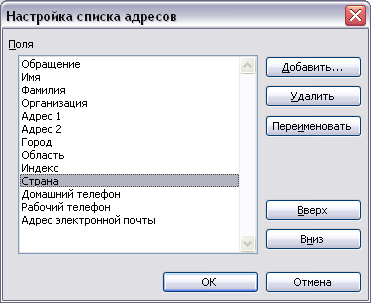 Настройка списка адресов
Поля
Обращение
Имя
Фамилия
Организация
Адрес 1
Адрес 2
Город
Область
Индекс
Страна
Домашний телефон
Рабочий телефон
Адрес электронной почты
Добавить...
Удалить
Переименовать
Вверх
Вниз
ОК
Отмена